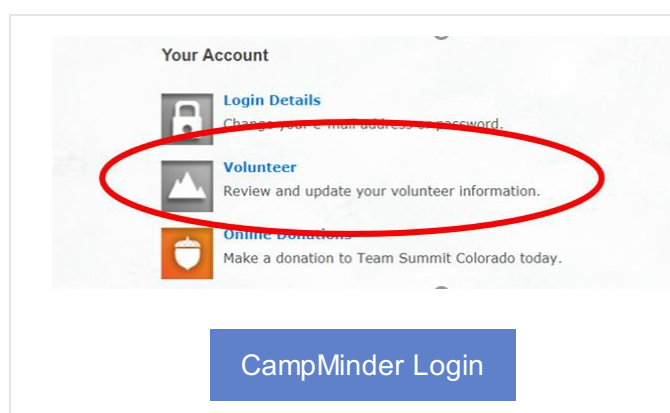 Your Account
Login Details
Change your e-mail address or password.
Volunteer
Review and update your volunteer information.
Online Donations
Make a donation to Team Summit Colorado today.
CampMinder Login